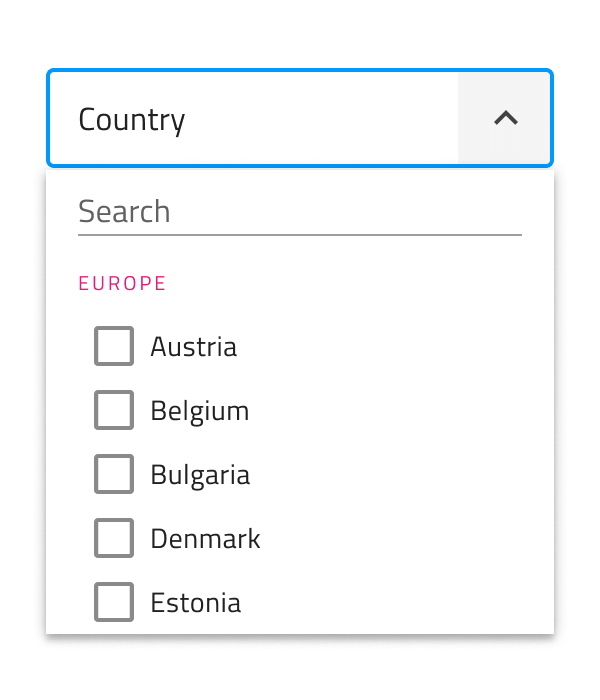 Country
Search
EUROPE
Austria
Belgium
Bulgaria
Denmark
Estonia